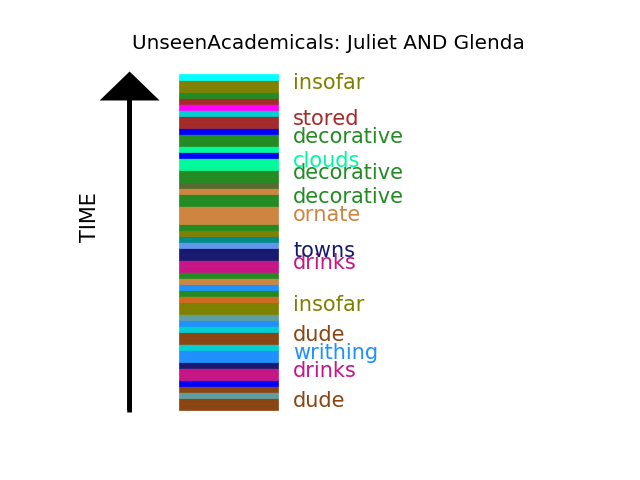 UnseenAcademicals: Juliet AND Glenda
insofar
stored
decorative
clouds
decorative
decorative
ornate
TIME
towns
drinks
insofar
dude
writhing
drinks
dude